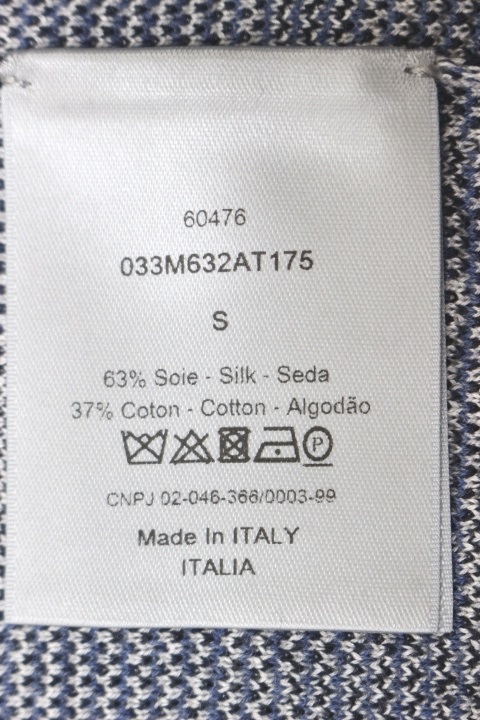 60476
033M632AT175
S
63% Soie - Silk - Seda
37% Coton - Cotton - Algodão
P
CNPJ 02-046-366/0003-99
Made In ITALY
ITALIA